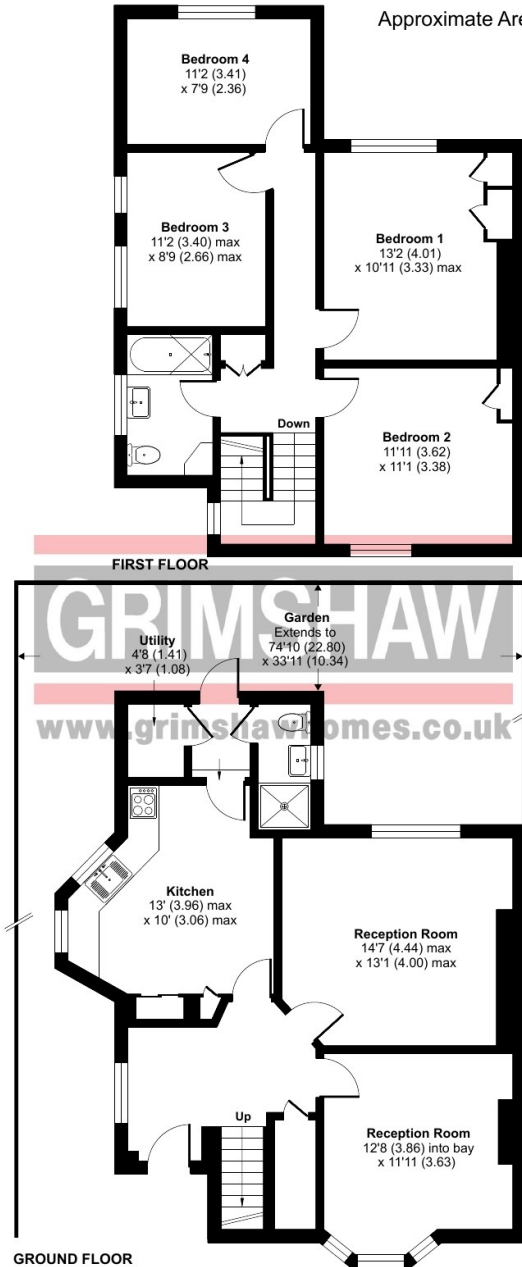 Approximate Are
Bedroom 4
11'2 (3.41)
x 7'9 (2.36)
Bedroom 3
11'2 (3.40) max
x 8'9 (2.66) max
Bedroom 1
13'2 (4.01)
x 10'11 (3.33) max
Down
Bedroom 2
11'11 (3.62)
x 11'1 (3.38)
FIRST FLOOR
GRIMSHAW
www.grimshawhomes.co.uk
Garden
Extends to
74'10 (22.80)
x 33'11 (10.34)
Utility
4'8 (1.41)
x 3'7 (1.08)
Kitchen
13' (3.96) max
x 10' (3.06) max
Reception Room
14'7 (4.44) max
x 13'1 (4.00) max
Up
Reception Room
12'8 (3.86) into bay
x 11'11 (3.63)
GROUND FLOOR